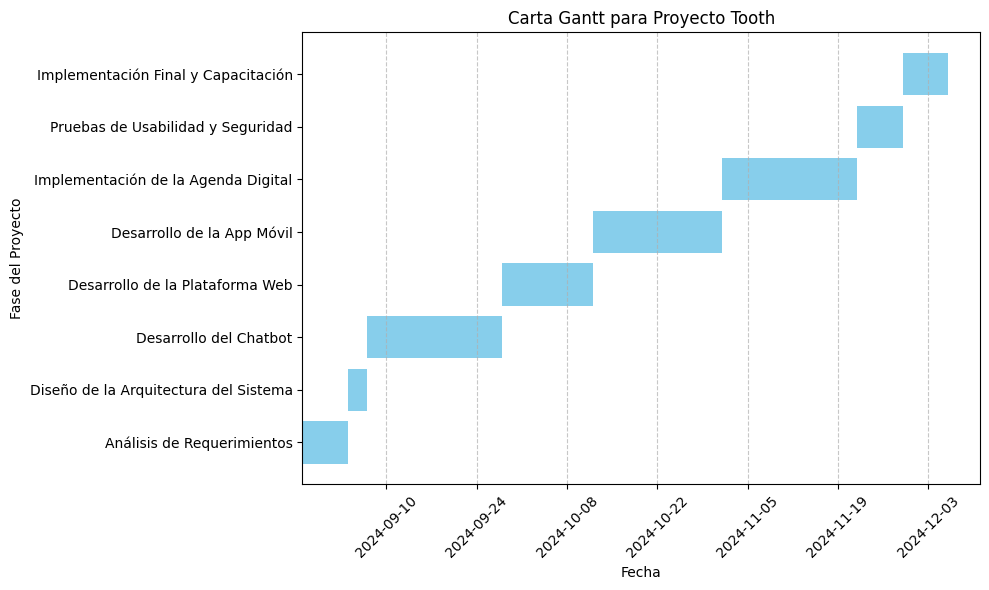 Carta Gantt para Proyecto Tooth
Fase del Proyecto
Implementación Final y Capacitación
Pruebas de Usabilidad y Seguridad
Implementación de la Agenda Digital
Desarrollo de la App Móvil
Desarrollo de la Plataforma Web
Desarrollo del Chatbot
Diseño de la Arquitectura del Sistema
Análisis de Requerimientos
2024-09-10
2024-09-24
2024-10-08
2024-10-22
2024-11-05
2024-11-19
2024-12-03
Fecha